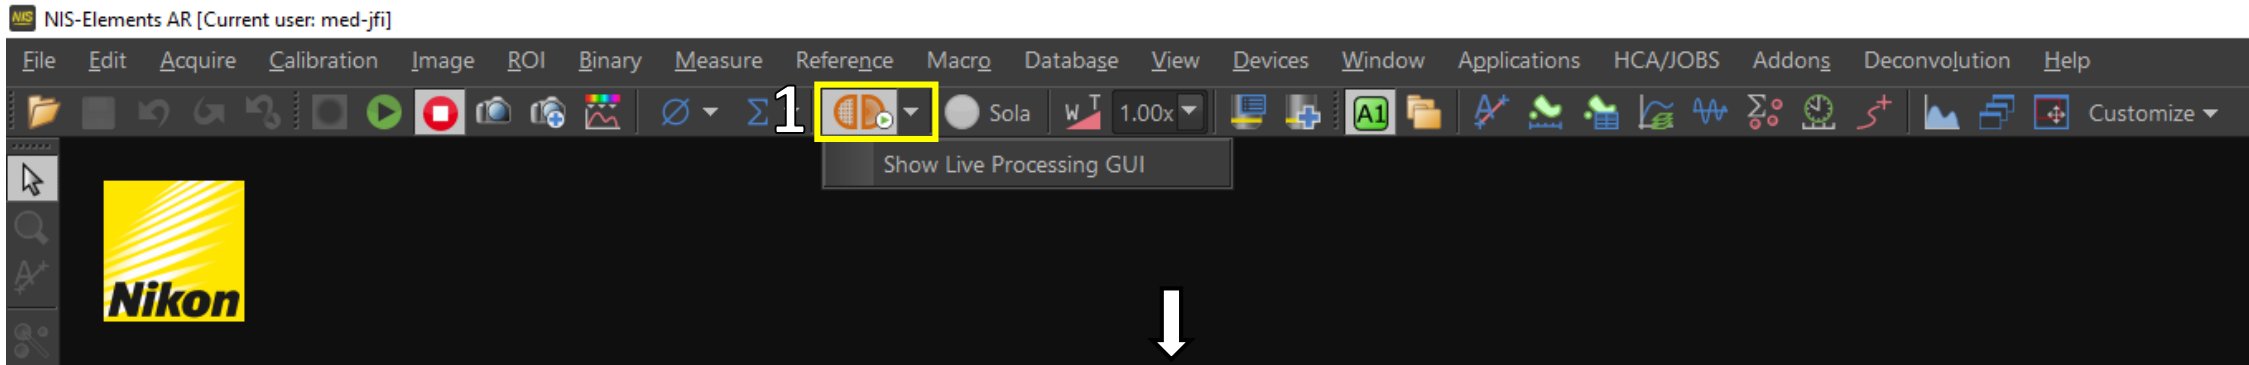 NIS NIS-Elements AR [Current user: med-jfi]
File Edit Acquire Calibration Image ROI Binary Measure Reference Macro Database View Devices Window Applications HCA/JOBS Addons Deconvolution Help
Ø Σ 1 Sola W T 1.00x A1 Σ Customize
Show Live Processing GUI
Nikon